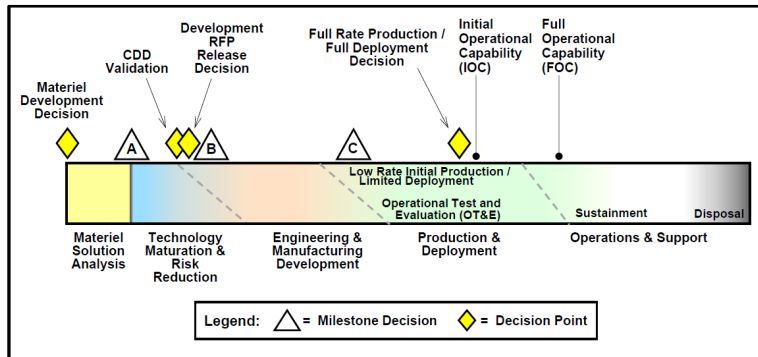 Materiel
Development
Decision
CDD
Validation
Development
RFP
Release
Decision
Full Rate Production /
Full Deployment
Decision
Initial
Operational
Capability
(IOC)
Full
Operational
Capability
(FOC)
A
B
C
Low Rate Initial Production /
Limited Deployment
Operational Test and
Evaluation (OT&E)
Sustainment
Disposal
Materiel
Solution
Analysis
Technology
Maturation &
Risk
Reduction
Engineering &
Manufacturing
Development
Production &
Deployment
Operations & Support
Legend: = Milestone Decision = Decision Point